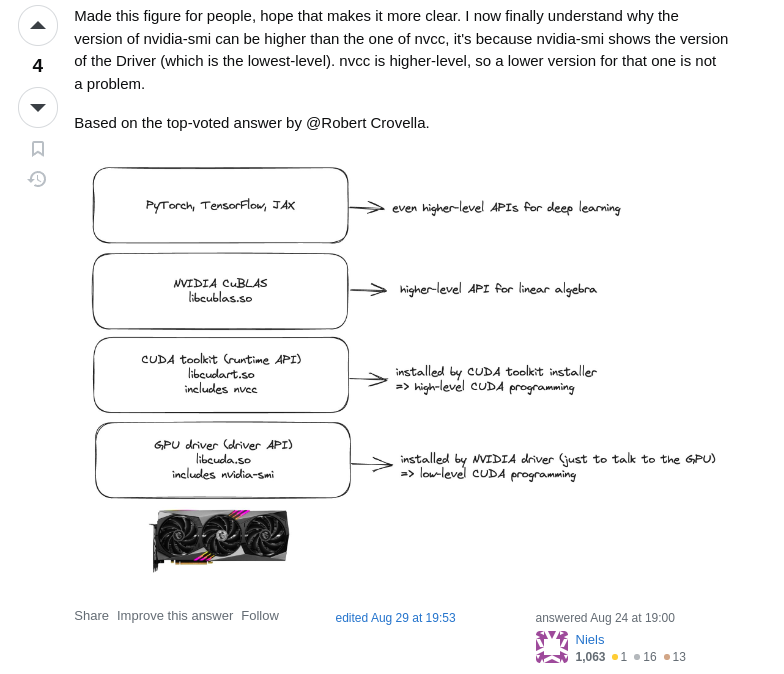 Made this figure for people, hope that makes it more clear. I now finally understand why the
version of nvidia-smi can be higher than the one of nvcc, it's because nvidia-smi shows the version
of the Driver (which is the lowest-level). nvcc is higher-level, so a lower version for that one is not
a problem.
4
Based on the top-voted answer by @Robert Crovella.
PyTorch, TensorFlow, JAX
even higher-level APIs for deep learning
NVIDIA CuBLAS
libcublas.so
higher-level API for linear algebra
CUDA toolkit (runtime API)
libcudart.so
includes nvcc
installed by CUDA toolkit installer
=> high-level CUDA programming
GPU driver (driver API)
libcuda.so
includes nvidia-smi
installed by NVIDIA driver (just to talk to the GPU)
=> low-level CUDA programming
Share Improve this answer Follow
edited Aug 29 at 19:53
answered Aug 24 at 19:00
Niels
1,063 1 16 13